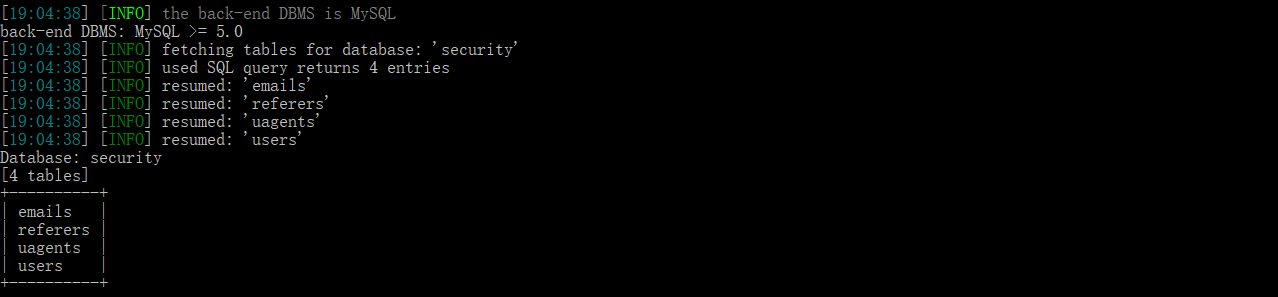 [19:04:38] [INFO] the back-end DBMS is MySQL
back-end DBMS: MySQL >= 5.0
[19:04:38] [INFO] fetching tables for database: 'security'
[19:04:38] [INFO] used SQL query returns 4 entries
[19:04:38] [INFO] resumed: 'emails'
[19:04:38] [INFO] resumed: 'referers'
[19:04:38] [INFO] resumed: 'uagents'
[19:04:38] [INFO] resumed: 'users'
Database: security
[4 tables]
+----------+
| emails   |
| referers |
| uagents  |
| users    |
+----------+